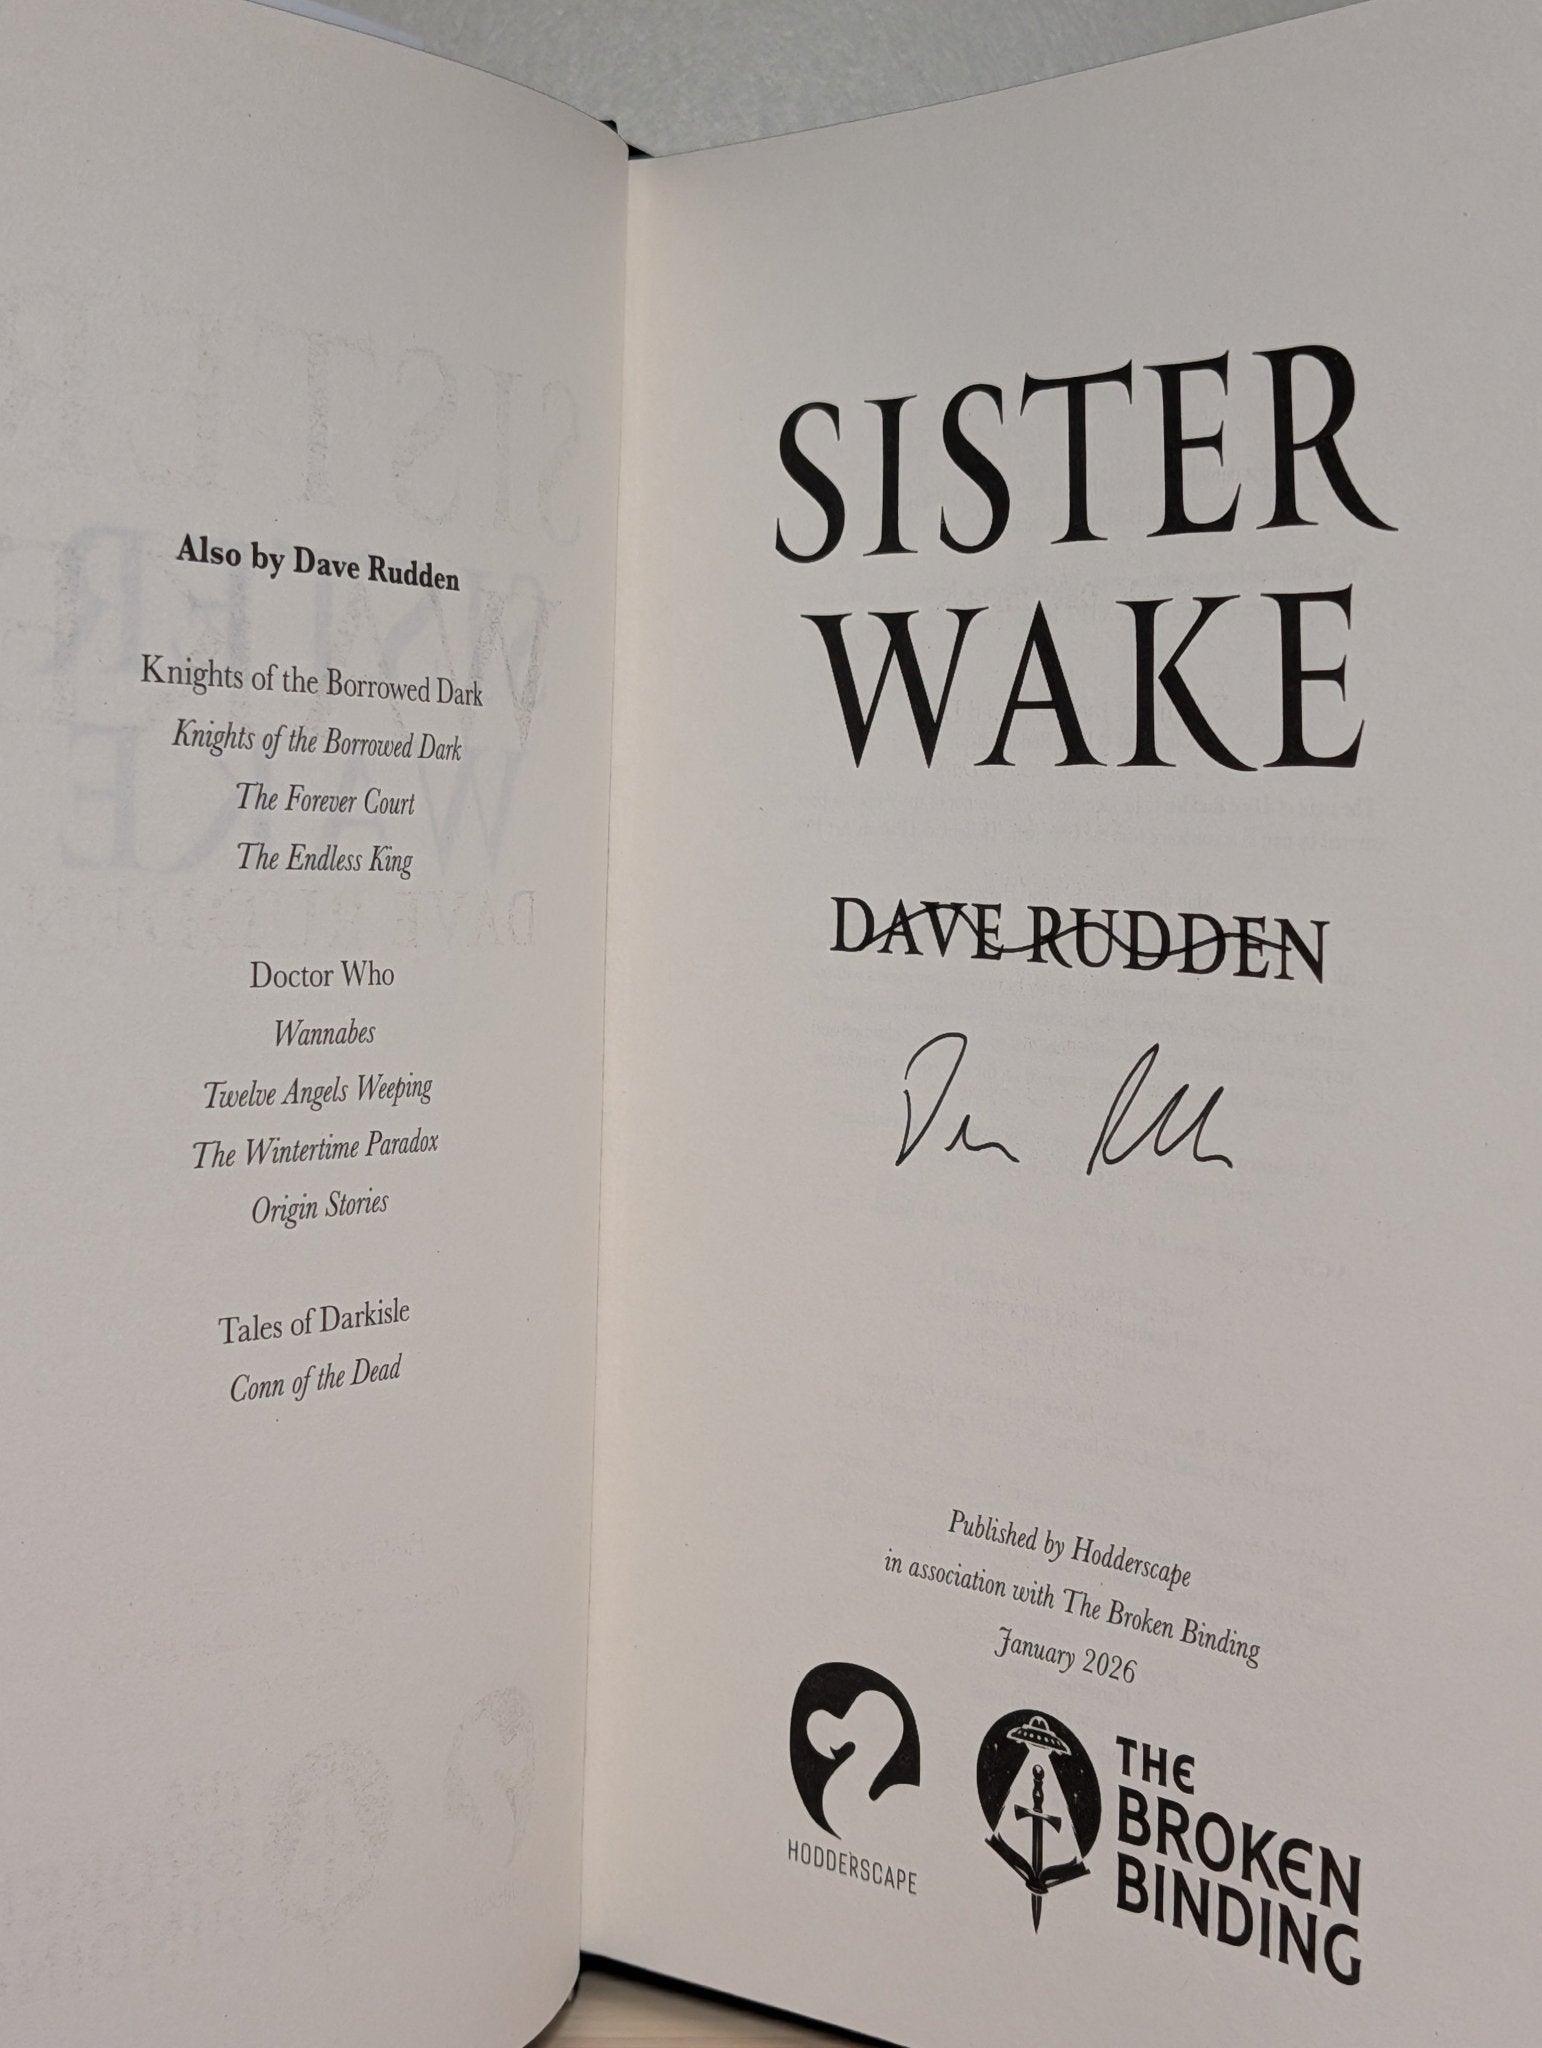 Also by Dave Rudden
Knights of the Borrowed Dark
Knights of the Borrowed Dark
The Forever Court
The Endless King
Doctor Who
Wannabes
Twelve Angels Weeping
The Wintertime Paradox
Origin Stories
Tales of Darkisle
Conn of the Dead
SISTER
WAKE
DAVE RUDDEN
Published by Hodderscape
in association with The Broken Binding
January 2026
HODDERSCAPE
THE
BROKEN
BINDING